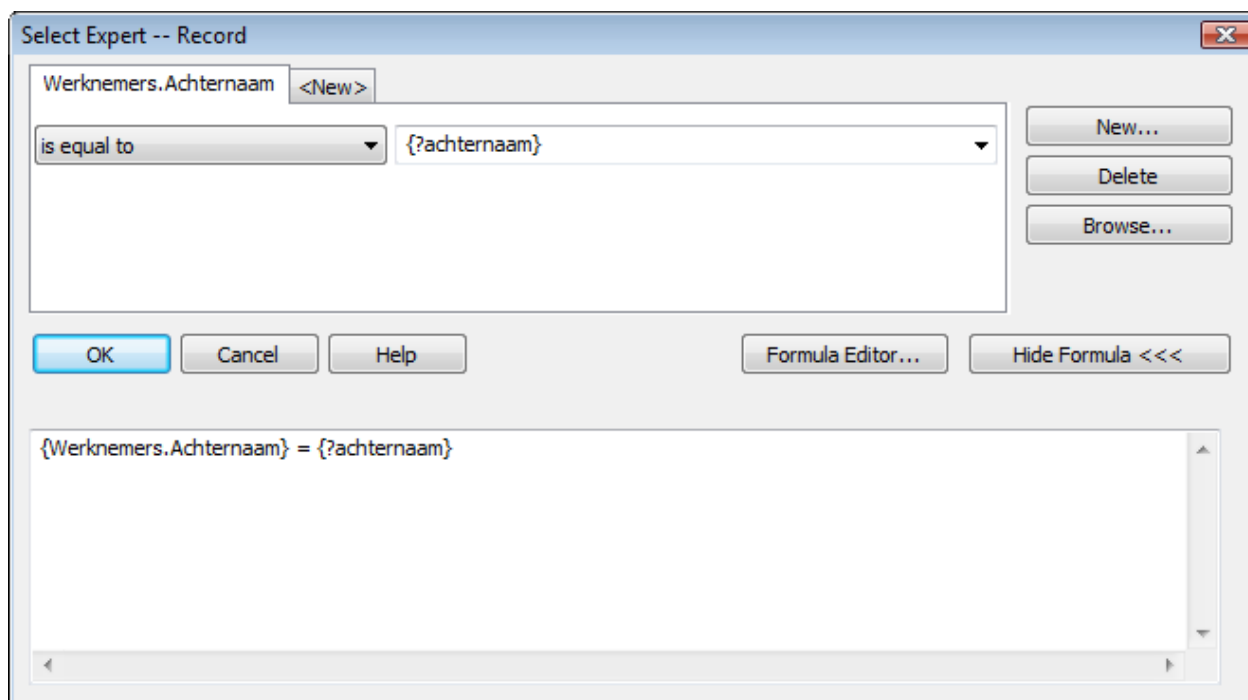 Select Expert -- Record
Werknemers.Achternaam <New>
is equal to {?achternaam}
New...
Delete
Browse...
OK Cancel Help Formula Editor... Hide Formula <<<
{Werknemers.Achternaam} = {?achternaam}